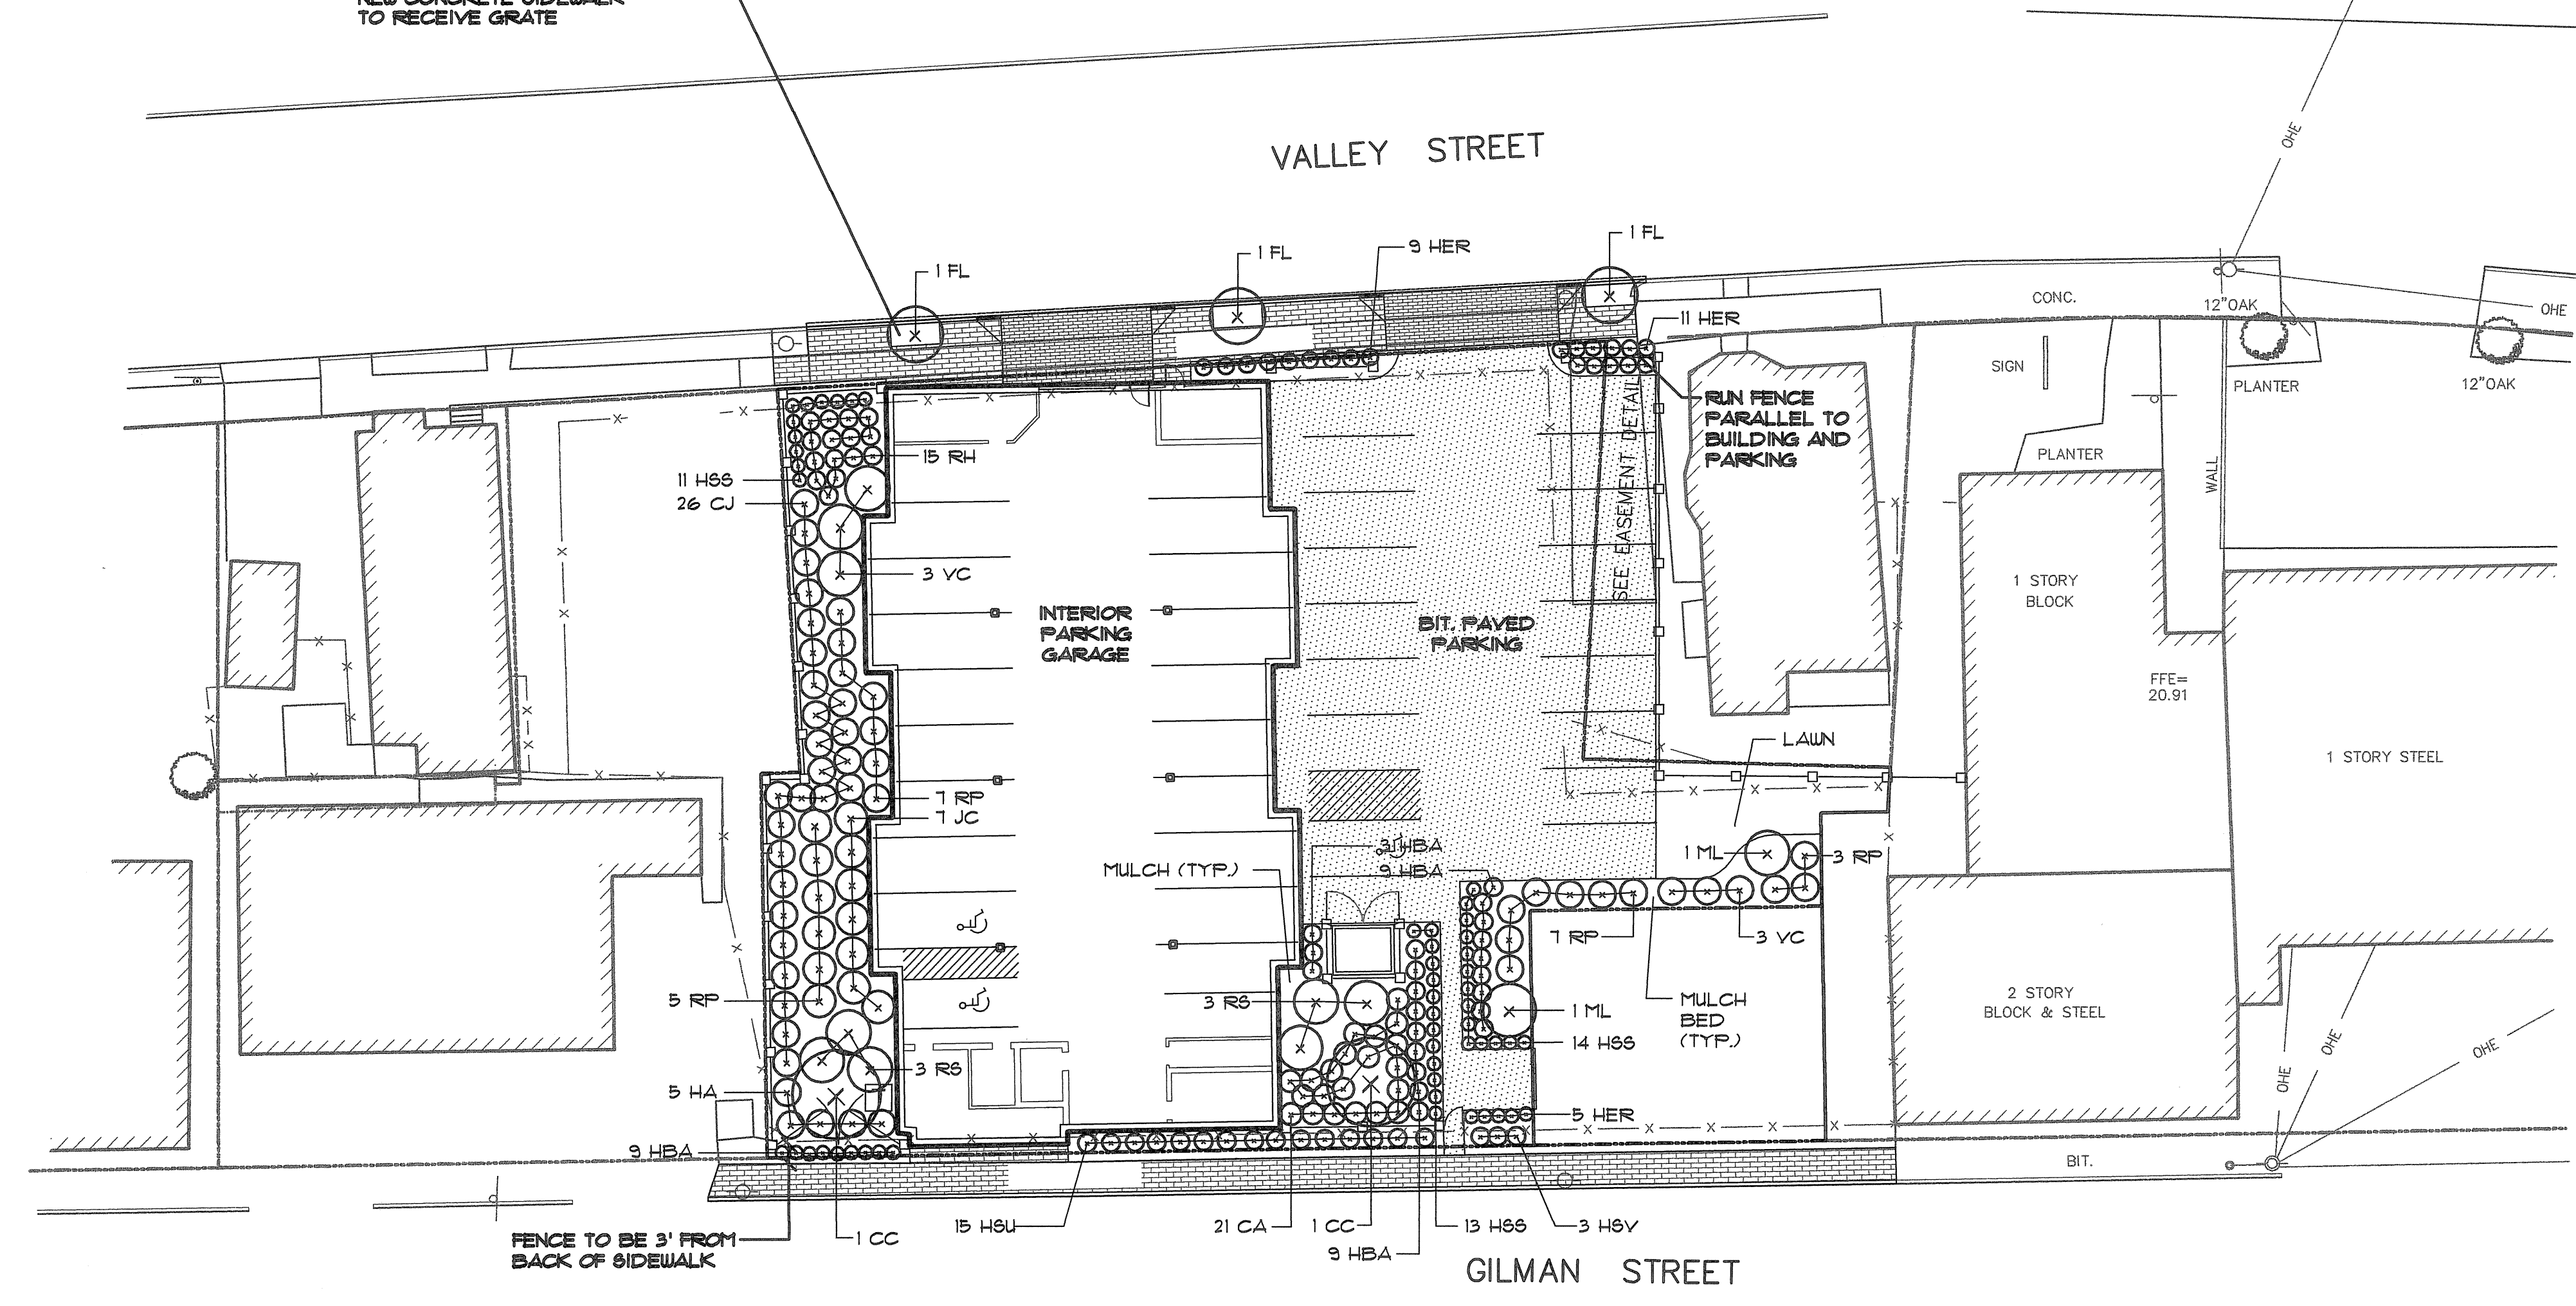 NEW CONCRETE SIDEWALK
TO RECEIVE GRATE
VALLEY STREET
1 FL
1 FL
1 FL
9 HER
11 HER
RUN FENCE
PARALLEL TO
BUILDING AND
PARKING
SEE EASEMENT DETAIL
OHE
CONC.
12"OAK
OHE
SIGN
PLANTER
12"OAK
PLANTER
WALL
15 RH
11 HSS
26 CJ
3 VC
INTERIOR
PARKING
GARAGE
BIT. PAVED
PARKING
1 STORY
BLOCK
FFE=
20.91
1 STORY STEEL
LAWN
7 RP
7 JC
MULCH (TYP.)
3 HBA
9 HBA
1 ML
3 RP
7 RP
3 VC
5 RP
3 RS
1 ML
MULCH
BED
(TYP.)
14 HSS
2 STORY
BLOCK & STEEL
OHE
OHE
OHE
3 RS
5 HA
5 HER
9 HBA
BIT.
FENCE TO BE 3' FROM
BACK OF SIDEWALK
1 CC
15 HSU
21 CA
1 CC
13 HSS
3 HSV
9 HBA
GILMAN STREET